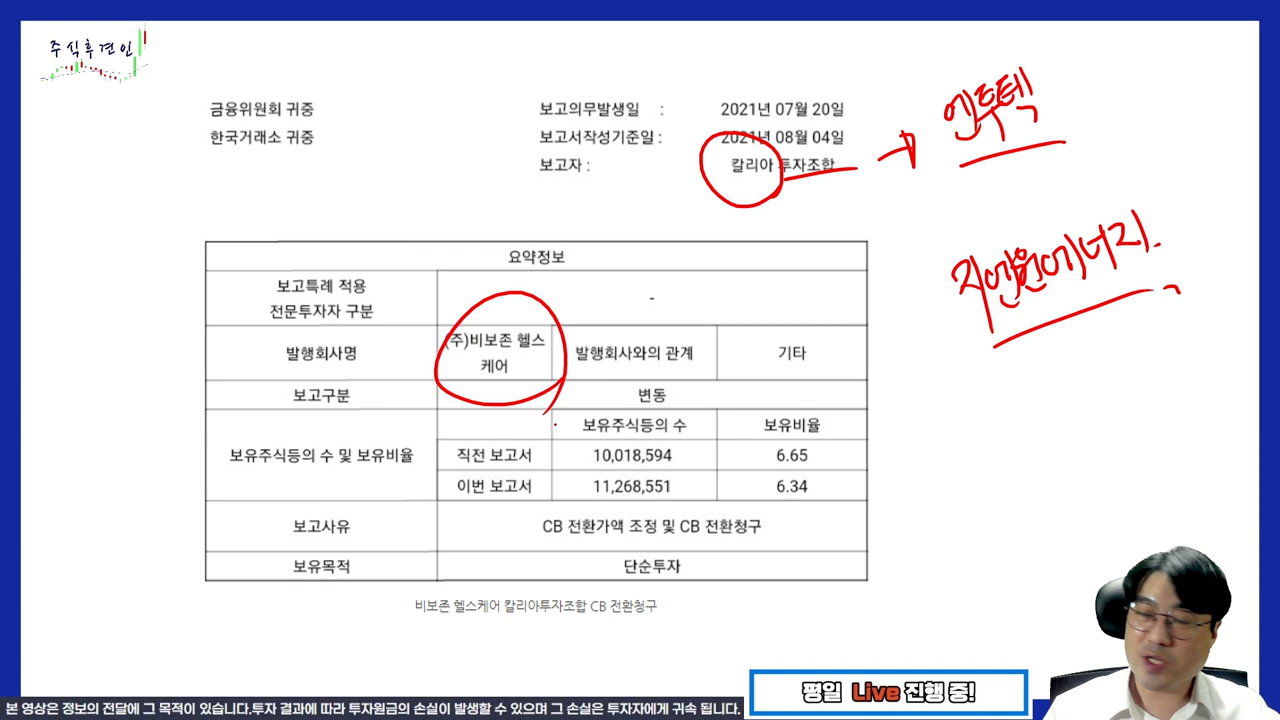 주식후견인
금융위원회 귀중
보고의무발생일 : 2021년 07월 20일
한국거래소 귀중
보고서작성기준일 : 2021년 08월 04일
보고자 : 칼리아 투자조합
엔투텍
지엔원에너지
요약정보
보고특례 적용
전문투자자 구분
-
발행회사명
(주)비보존 헬스
케어
발행회사와의 관계
기타
보고구분
변동
보유주식등의 수 및 보유비율
보유주식등의 수
보유비율
직전 보고서
10,018,594
6.65
이번 보고서
11,268,551
6.34
보고사유
CB 전환가액 조정 및 CB 전환청구
보유목적
단순투자
비보존 헬스케어 칼리아투자조합 CB 전환청구
평일 Live 진행 중!
본 영상은 정보의 전달에 그 목적이 있습니다.투자 결과에 따라 투자원금의 손실이 발생할 수 있으며 그 손실은 투자자에게 귀속 됩니다.